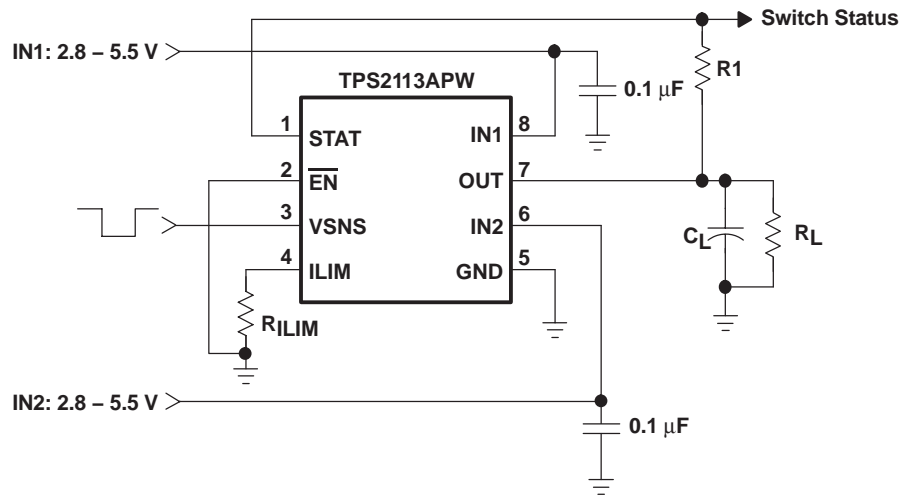 Switch Status
IN1: 2.8 – 5.5 V
R1
TPS2113APW
0.1 μF
1
STAT
IN1
8
2
EN
OUT
7
3
VSNS
IN2
6
4
ILIM
GND
5
CL
RL
RILIM
IN2: 2.8 – 5.5 V
0.1 μF